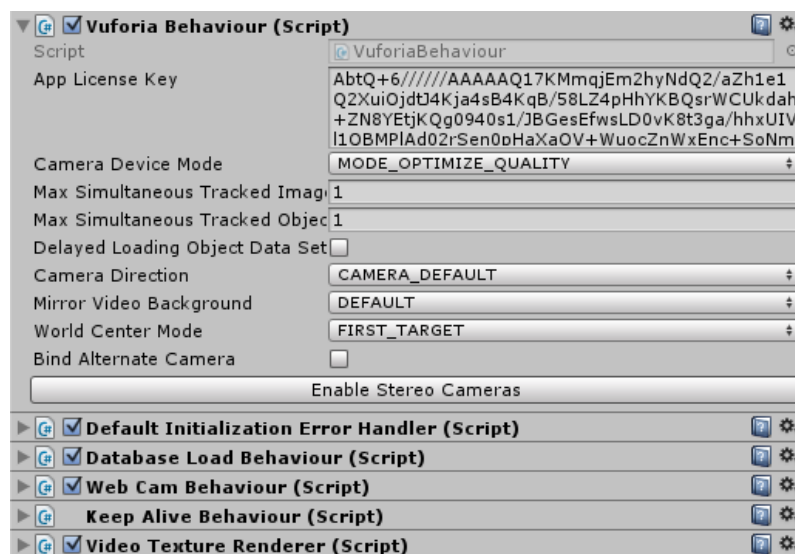 Vuforia Behaviour (Script)
Script VuforiaBehaviour
App License Key AbtQ+6//////AAAAAQ17KMmqjEm2hyNdQ2/aZh1e1
Q2XuiOjdtJ4Kja4sB4KqB/58LZ4pHhYKBQsrWCUkdah
+ZN8YEtjKQg0940s1/JBGesEfwsLD0vK8t3ga/hhxUIV
l1OBMPlAd02rSen0pHaXaOV+WuocZnWxEnc+SoNm
Camera Device Mode MODE_OPTIMIZE_QUALITY
Max Simultaneous Tracked Imag 1
Max Simultaneous Tracked Objec 1
Delayed Loading Object Data Set
Camera Direction CAMERA_DEFAULT
Mirror Video Background DEFAULT
World Center Mode FIRST_TARGET
Bind Alternate Camera
Enable Stereo Cameras
Default Initialization Error Handler (Script)
Database Load Behaviour (Script)
Web Cam Behaviour (Script)
Keep Alive Behaviour (Script)
Video Texture Renderer (Script)